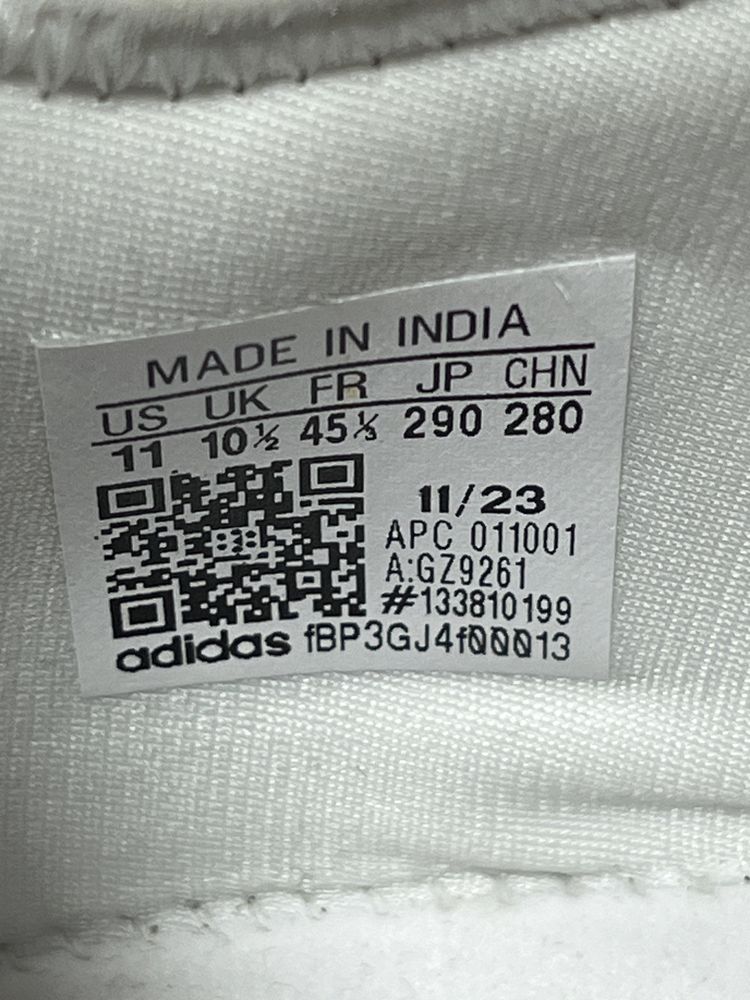 MADE IN INDIA
US UK FR JP CHN
11 10½ 45⅓ 290 280
11/23
APC 011001
A:GZ9261
#133810199
adidas fBP3GJ4f00013